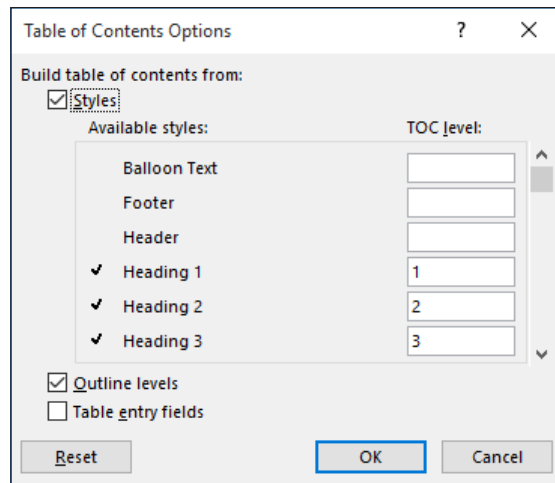 Table of Contents Options ?
Build table of contents from:
Styles
Available styles: TOC level:
Balloon Text
Footer
Header
Heading 1 1
Heading 2 2
Heading 3 3
Outline levels
Table entry fields
Reset OK Cancel